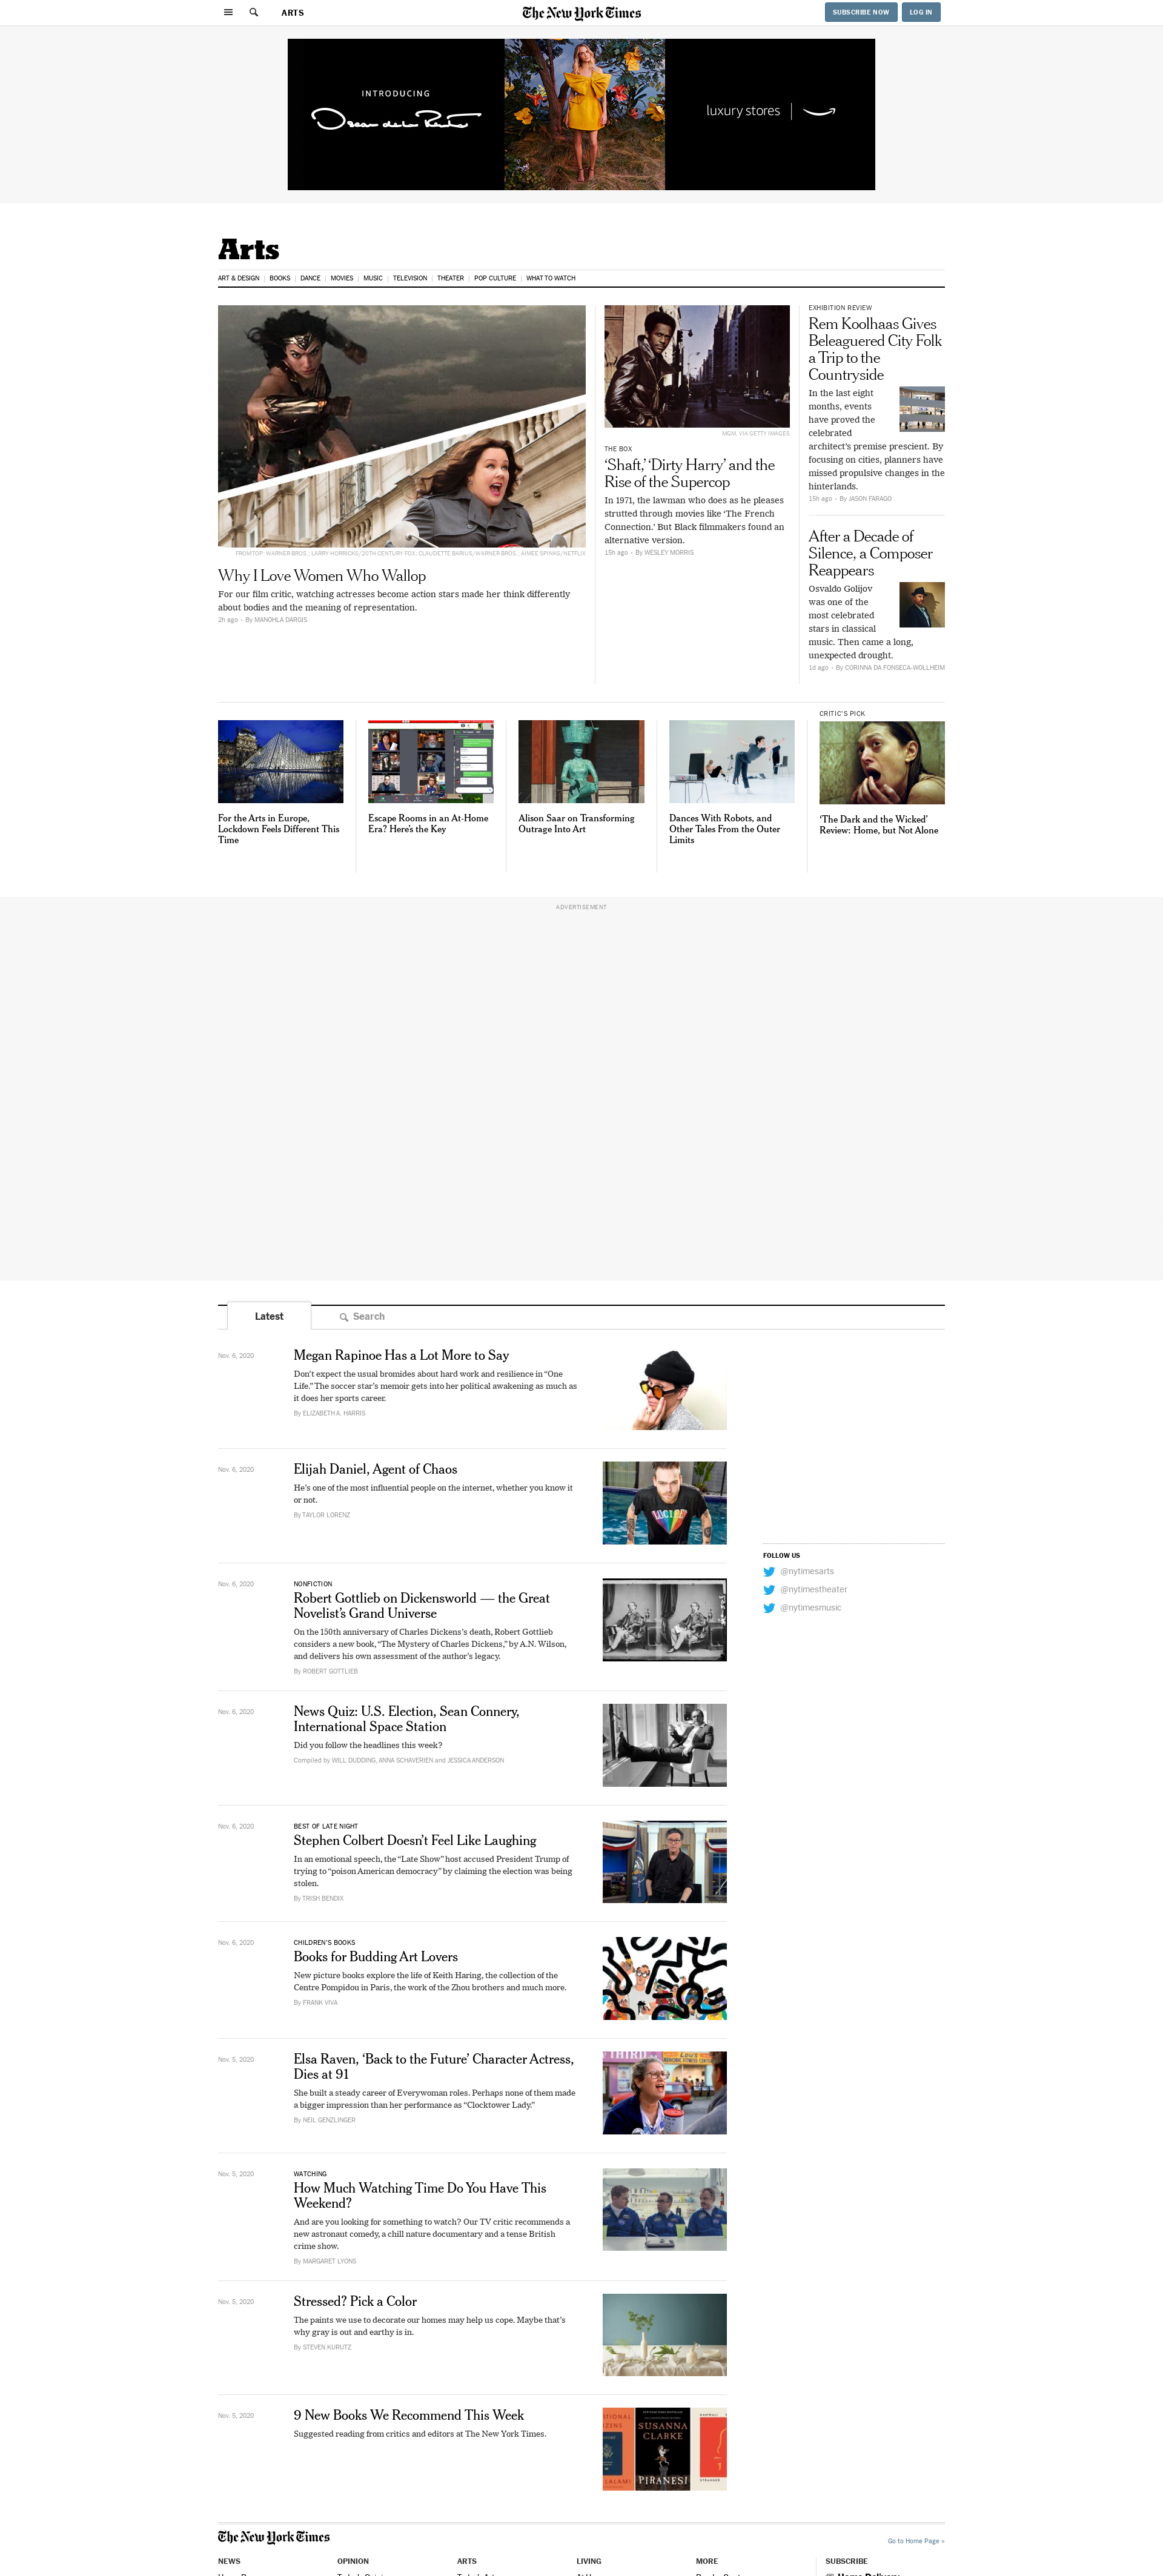 ARTS
The New York Times
SUBSCRIBE NOW
LOG IN
INTRODUCING
Oscar de la Renta
luxury stores
Arts
ART & DESIGN
BOOKS
DANCE
MOVIES
MUSIC
TELEVISION
THEATER
POP CULTURE
WHAT TO WATCH
FROM TOP: WARNER BROS.; LARRY HORRICKS/20TH CENTURY FOX; CLAUDETTE BARIUS/WARNER BROS.; AIMEE SPINKS/NETFLIX
Why I Love Women Who Wallop
For our film critic, watching actresses become action stars made her think differently
about bodies and the meaning of representation.
2h ago • By MANOHLA DARGIS
MGM, VIA GETTY IMAGES
THE BOX
‘Shaft,’ ‘Dirty Harry’ and the
Rise of the Supercop
In 1971, the lawman who does as he pleases
strutted through movies like ‘The French
Connection.’ But Black filmmakers found an
alternative version.
15h ago • By WESLEY MORRIS
EXHIBITION REVIEW
Rem Koolhaas Gives
Beleaguered City Folk
a Trip to the
Countryside
In the last eight
months, events
have proved the
celebrated
architect’s premise prescient. By
focusing on cities, planners have
missed propulsive changes in the
hinterlands.
15h ago • By JASON FARAGO
After a Decade of
Silence, a Composer
Reappears
Osvaldo Golijov
was one of the
most celebrated
stars in classical
music. Then came a long,
unexpected drought.
1d ago • By CORINNA DA FONSECA-WOLLHEIM
For the Arts in Europe,
Lockdown Feels Different This
Time
Escape Rooms in an At-Home
Era? Here’s the Key
Alison Saar on Transforming
Outrage Into Art
Dances With Robots, and
Other Tales From the Outer
Limits
CRITIC’S PICK
‘The Dark and the Wicked’
Review: Home, but Not Alone
ADVERTISEMENT
Latest
Search
Nov. 6, 2020
Megan Rapinoe Has a Lot More to Say
Don’t expect the usual bromides about hard work and resilience in “One
Life.” The soccer star’s memoir gets into her political awakening as much as
it does her sports career.
By ELIZABETH A. HARRIS
Nov. 6, 2020
Elijah Daniel, Agent of Chaos
He’s one of the most influential people on the internet, whether you know it
or not.
By TAYLOR LORENZ
FOLLOW US
@nytimesarts
@nytimestheater
@nytimesmusic
Nov. 6, 2020
NONFICTION
Robert Gottlieb on Dickensworld — the Great
Novelist’s Grand Universe
On the 150th anniversary of Charles Dickens’s death, Robert Gottlieb
considers a new book, “The Mystery of Charles Dickens,” by A.N. Wilson,
and delivers his own assessment of the author’s legacy.
By ROBERT GOTTLIEB
Nov. 6, 2020
News Quiz: U.S. Election, Sean Connery,
International Space Station
Did you follow the headlines this week?
Compiled by WILL DUDDING, ANNA SCHAVERIEN and JESSICA ANDERSON
Nov. 6, 2020
BEST OF LATE NIGHT
Stephen Colbert Doesn’t Feel Like Laughing
In an emotional speech, the “Late Show” host accused President Trump of
trying to “poison American democracy” by claiming the election was being
stolen.
By TRISH BENDIX
Nov. 6, 2020
CHILDREN’S BOOKS
Books for Budding Art Lovers
New picture books explore the life of Keith Haring, the collection of the
Centre Pompidou in Paris, the work of the Zhou brothers and much more.
By FRANK VIVA
Nov. 5, 2020
Elsa Raven, ‘Back to the Future’ Character Actress,
Dies at 91
She built a steady career of Everywoman roles. Perhaps none of them made
a bigger impression than her performance as “Clocktower Lady.”
By NEIL GENZLINGER
Nov. 5, 2020
WATCHING
How Much Watching Time Do You Have This
Weekend?
And are you looking for something to watch? Our TV critic recommends a
new astronaut comedy, a chill nature documentary and a tense British
crime show.
By MARGARET LYONS
Nov. 5, 2020
Stressed? Pick a Color
The paints we use to decorate our homes may help us cope. Maybe that’s
why gray is out and earthy is in.
By STEVEN KURUTZ
Nov. 5, 2020
9 New Books We Recommend This Week
Suggested reading from critics and editors at The New York Times.
SUSANNA
CLARKE
PIRANESI
LALAMI
The New York Times
Go to Home Page »
NEWS
OPINION
ARTS
LIVING
MORE
SUBSCRIBE